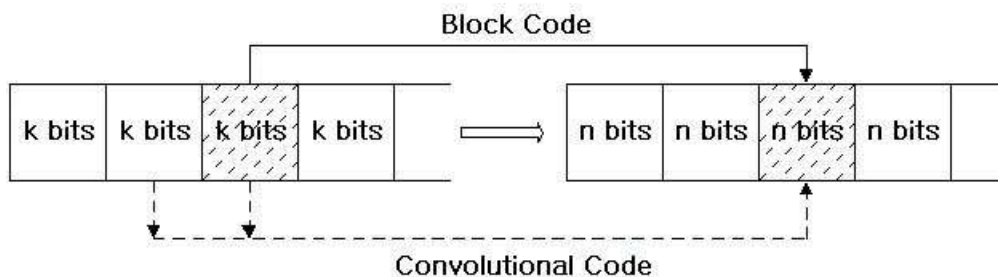 Block Code
k bits k bits k bits k bits n bits n bits n bits n bits
Convolutional Code